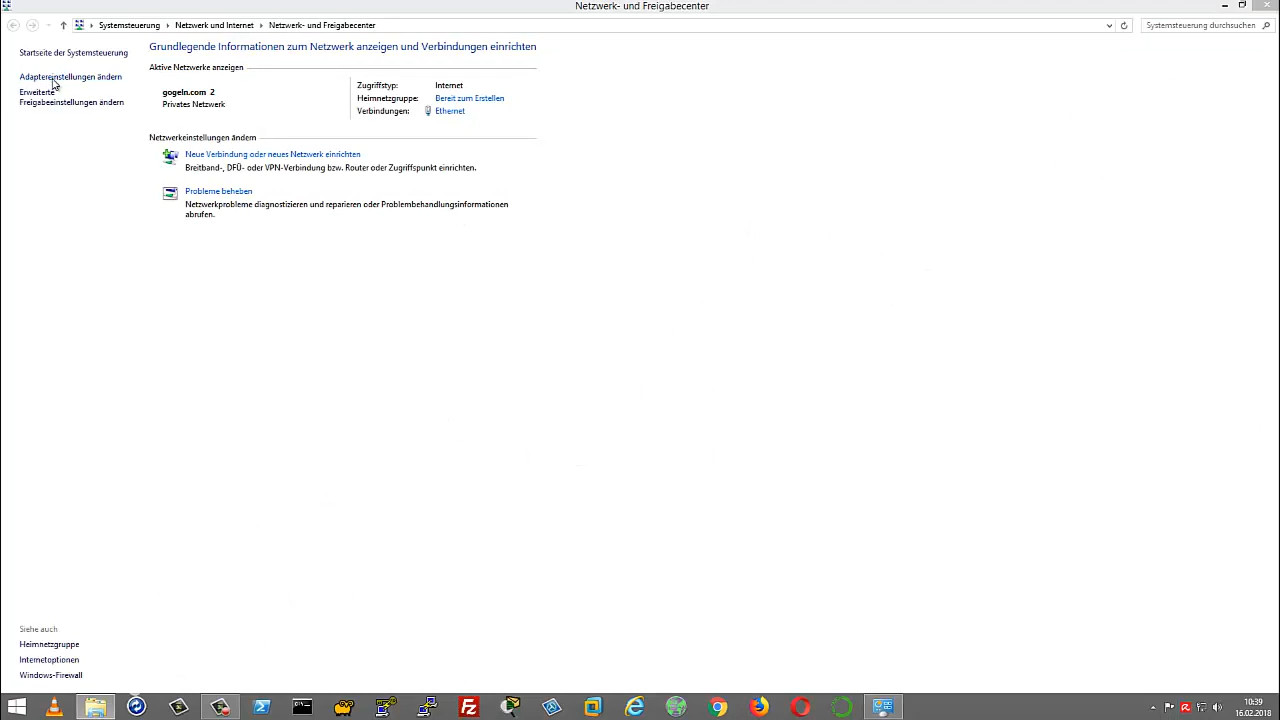 Netzwerk- und Freigabecenter
Systemsteuerung
Netzwerk und Internet
Netzwerk- und Freigabecenter
Systemsteuerung durchsuchen
Startseite der Systemsteuerung
Adaptereinstellungen ändern
Erweiterte
Freigabeeinstellungen ändern
Grundlegende Informationen zum Netzwerk anzeigen und Verbindungen einrichten
Aktive Netzwerke anzeigen
gogeln.com 2
Privates Netzwerk
Zugriffstyp: Internet
Heimnetzgruppe: Bereit zum Erstellen
Verbindungen: Ethernet
Netzwerkeinstellungen ändern
Neue Verbindung oder neues Netzwerk einrichten
Breitband-, DFÜ- oder VPN-Verbindung bzw. Router oder Zugriffspunkt einrichten.
Probleme beheben
Netzwerkprobleme diagnostizieren und reparieren oder Problembehandlungsinformationen
abrufen.
Siehe auch
Heimnetzgruppe
Internetoptionen
Windows-Firewall
10:39
16.02.2018